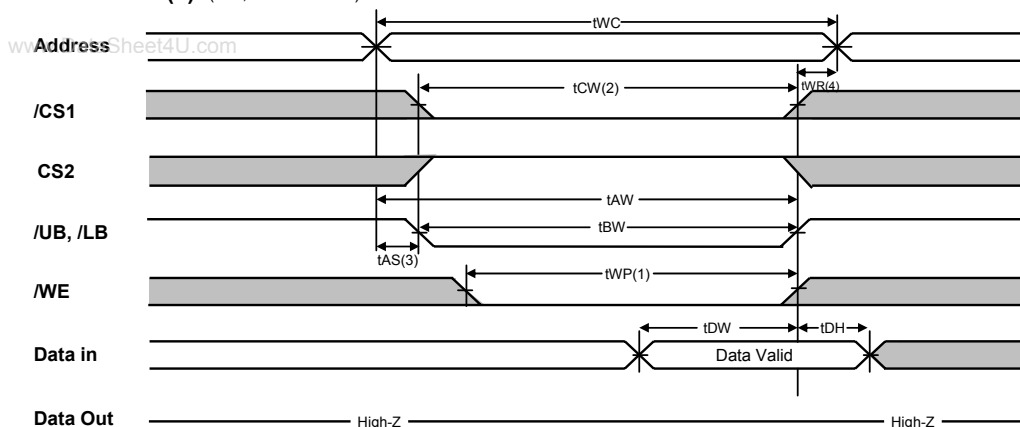 tWC
www.DataSheet4U.com
Address
tCW(2)
tWR(4)
/CS1
CS2
tAW
/UB, /LB
tBW
tAS(3)
/WE
tWP(1)
tDW
tDH
Data in
Data Valid
Data Out
High-Z
High-Z